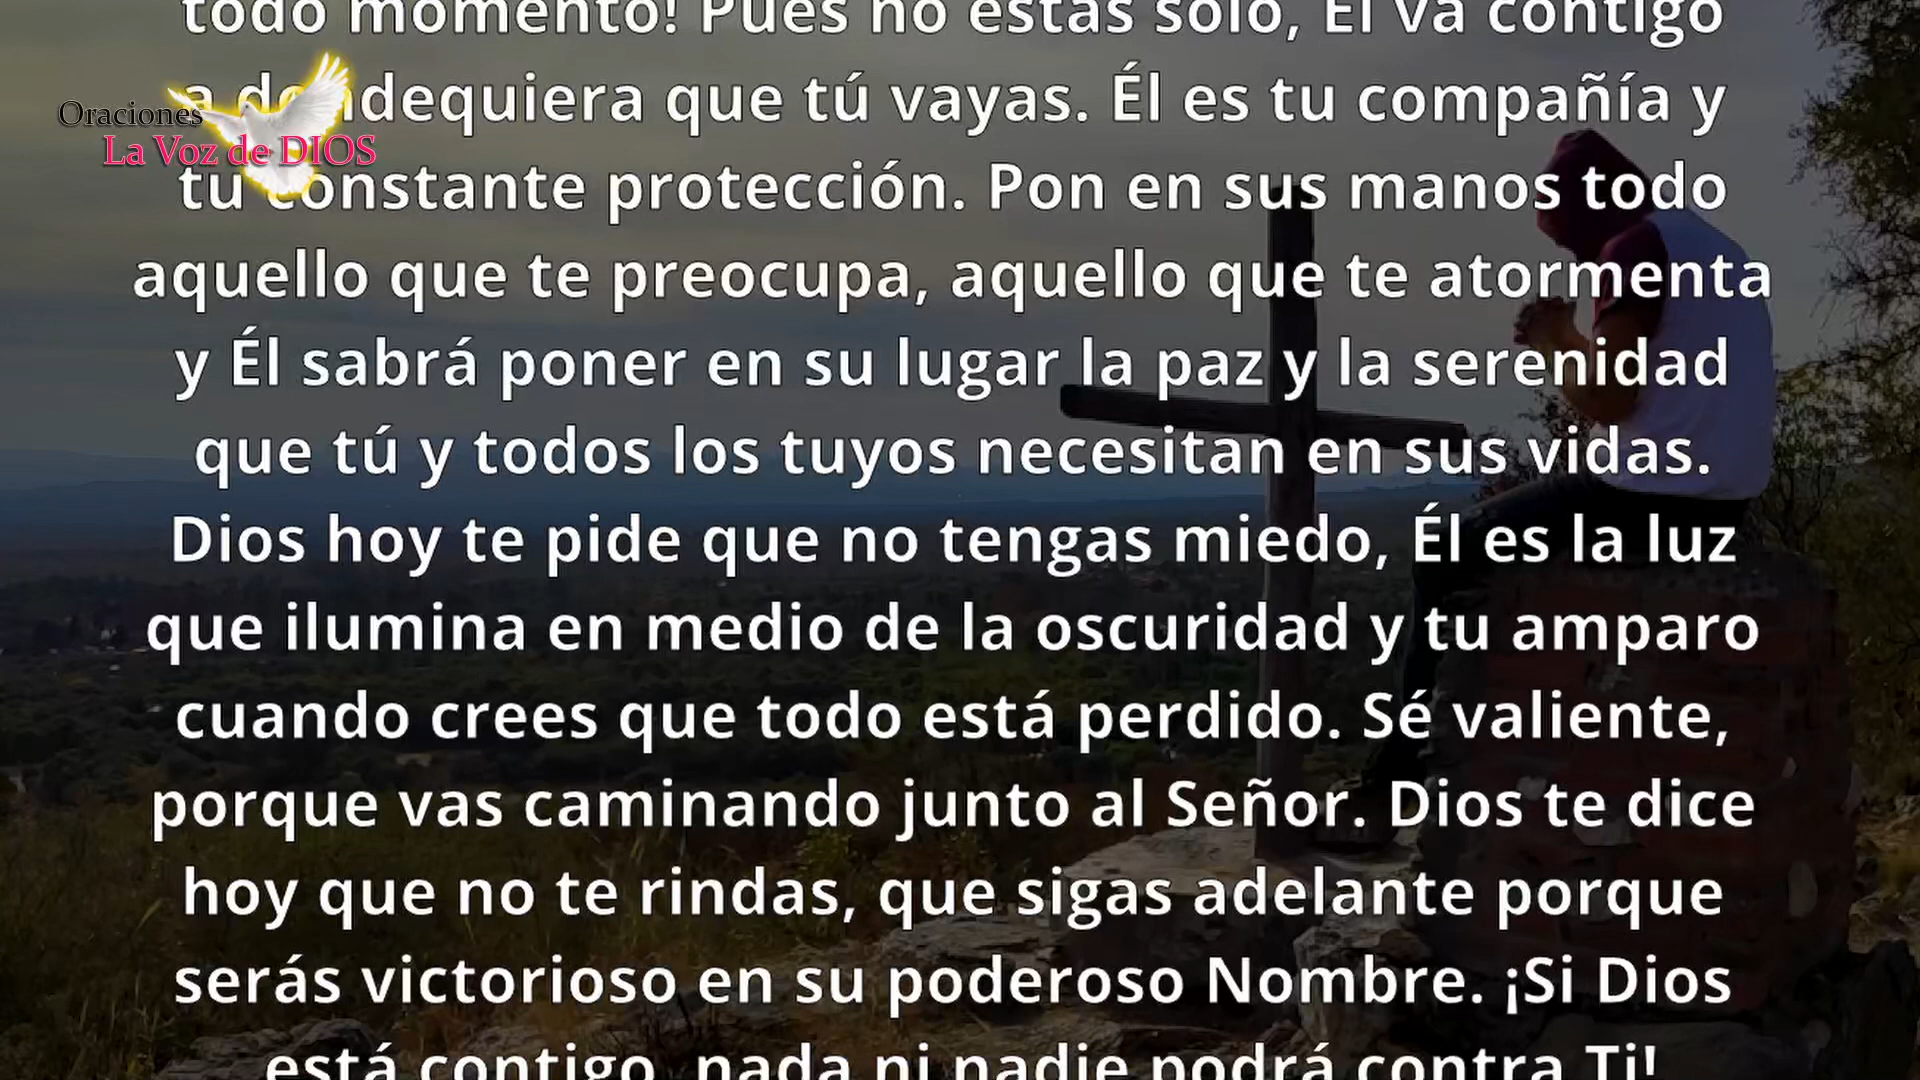 todo momento! Pues no estás solo, Él va contigo
a dondequiera que tú vayas. Él es tu compañía y
Oraciones
La Voz de DIOS
tu constante protección. Pon en sus manos todo
aquello que te preocupa, aquello que te atormenta
y Él sabrá poner en su lugar la paz y la serenidad
que tú y todos los tuyos necesitan en sus vidas.
Dios hoy te pide que no tengas miedo, Él es la luz
que ilumina en medio de la oscuridad y tu amparo
cuando crees que todo está perdido. Sé valiente,
porque vas caminando junto al Señor. Dios te dice
hoy que no te rindas, que sigas adelante porque
serás victorioso en su poderoso Nombre. ¡Si Dios
está contigo, nada ni nadie podrá contra Ti!